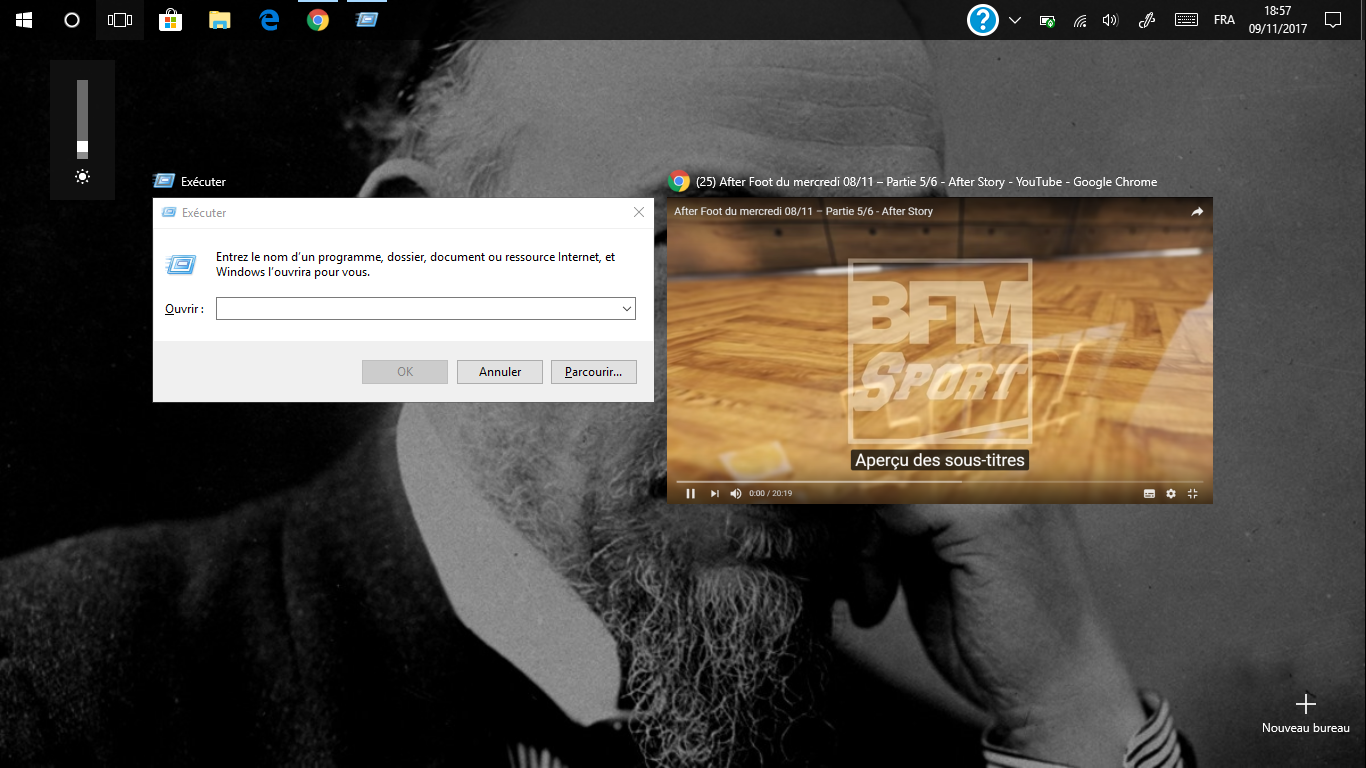 ?
FRA
18:57
09/11/2017
Exécuter
Exécuter
Entrez le nom d’un programme, dossier, document ou ressource Internet, et
Windows l’ouvrira pour vous.
Ouvrir :
OK
Annuler
Parcourir...
(25) After Foot du mercredi 08/11 – Partie 5/6 - After Story - YouTube - Google Chrome
After Foot du mercredi 08/11 – Partie 5/6 - After Story
BFM
SPORT
Aperçu des sous-titres
0:00 / 20:19
Nouveau bureau